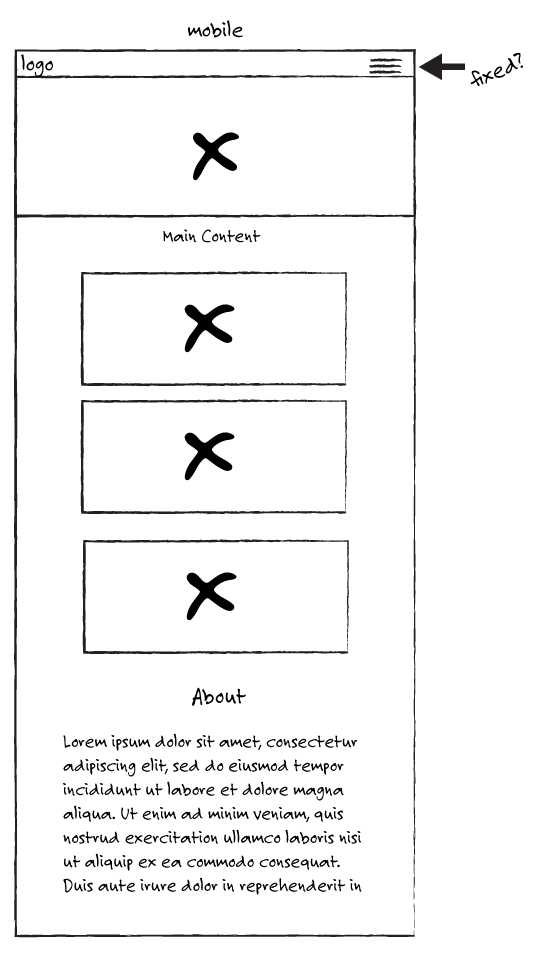 mobile
logo
fixed?
Main Content
About
Lorem ipsum dolor sit amet, consectetur
adipiscing elit, sed do eiusmod tempor
incididunt ut labore et dolore magna
aliqua. Ut enim ad minim veniam, quis
nostrud exercitation ullamco laboris nisi
ut aliquip ex ea commodo consequat.
Duis aute irure dolor in reprehenderit in